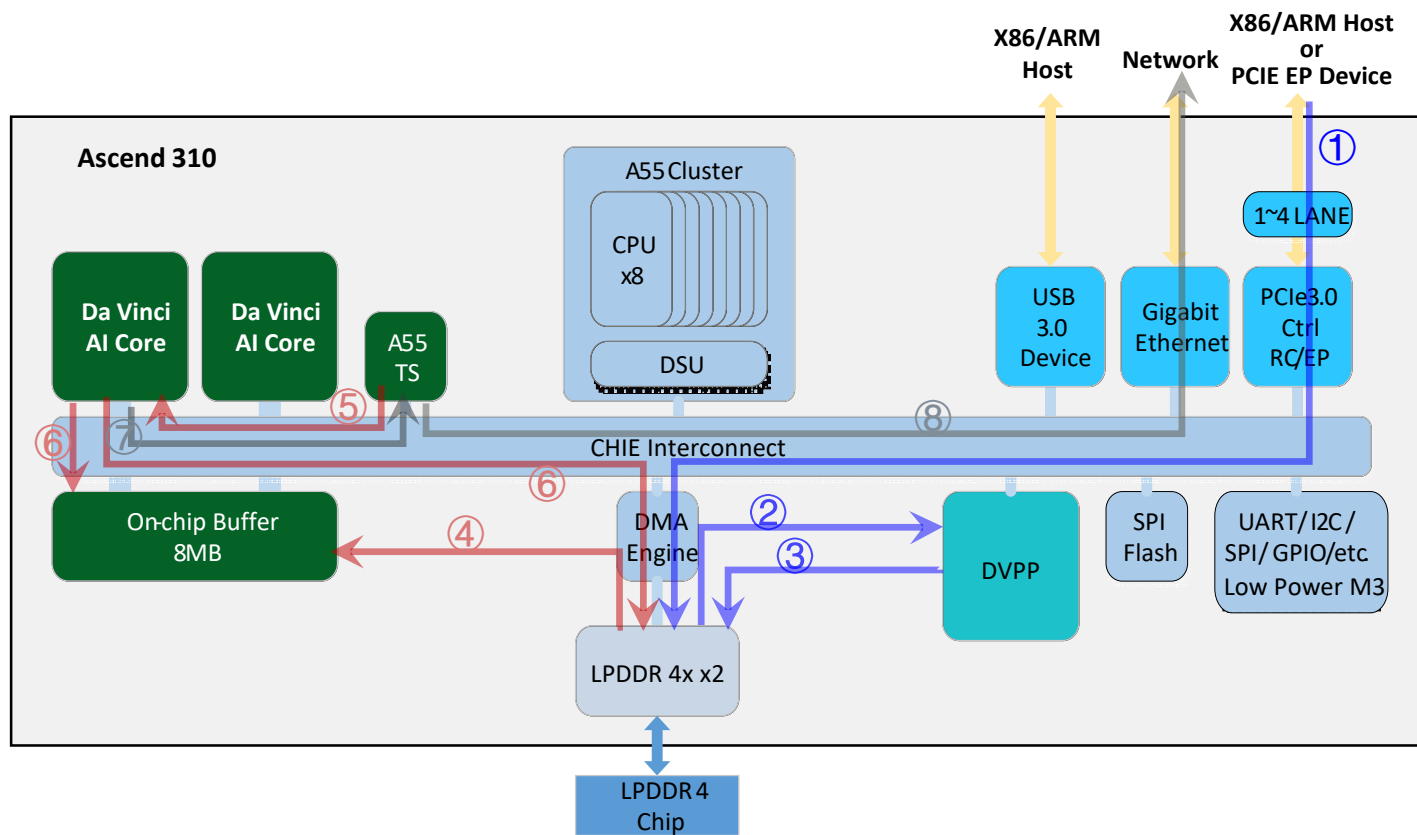 X86/ARM
Host
Network
X86/ARM Host
or
PCIE EP Device
Ascend 310
①
A55 Cluster
CPU
x8
DSU
1~4 LANE
Da Vinci
AI Core
Da Vinci
AI Core
A55
TS
USB
3.0
Device
Gigabit
Ethernet
PCIe3.0
Ctrl
RC/EP
⑤
⑥
⑦
⑧
CHIE Interconnect
⑥
On-chip Buffer
8MB
④
DMA
Engine
②
③
DVPP
SPI
Flash
UART/ I2C /
SPI/ GPIO/etc
Low Power M3
LPDDR 4x x2
LPDDR 4
Chip